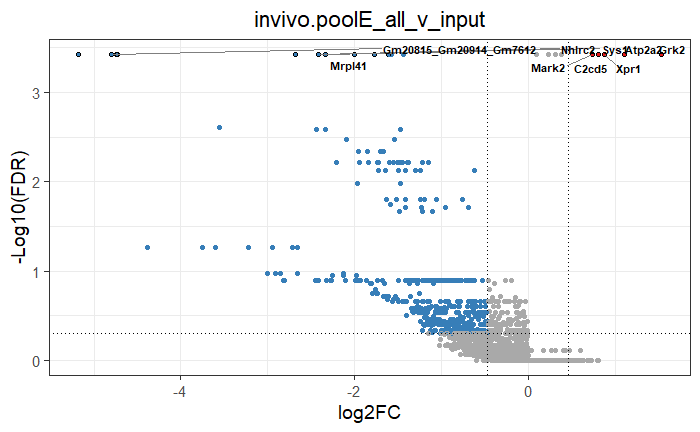 invivo.poolE_all_v_input
Gm20815_Gm20914_Gm7612 Nhlrc2 Sys1 Atp2a2 Grk2
Mrpl41 Mark2 C2cd5 Xpr1
3
2
1
0
-Log10(FDR)
-4 -2 0
log2FC